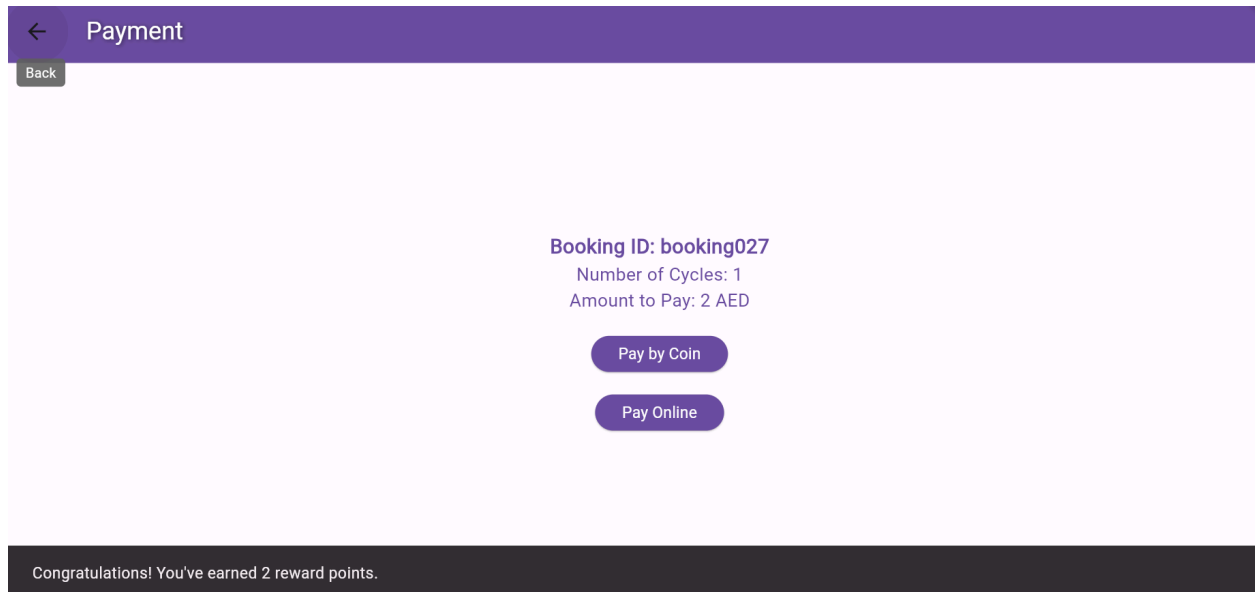 Payment
Back
Booking ID: booking027
Number of Cycles: 1
Amount to Pay: 2 AED
Pay by Coin
Pay Online
Congratulations! You've earned 2 reward points.